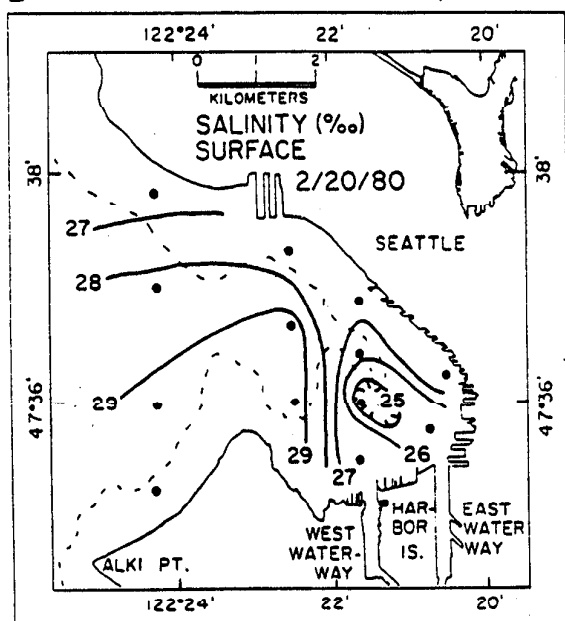 122°24' 22' 20'
0 1 2
KILOMETERS
SALINITY (‰)
SURFACE
2/20/80
38' 38'
SEATTLE
27
28
29
47°36' 47°36'
25
29
27
26
WEST
WATER-
WAY
HAR-
BOR
IS.
EAST
WATER
WAY
ALKI PT.
122°24' 22' 20'